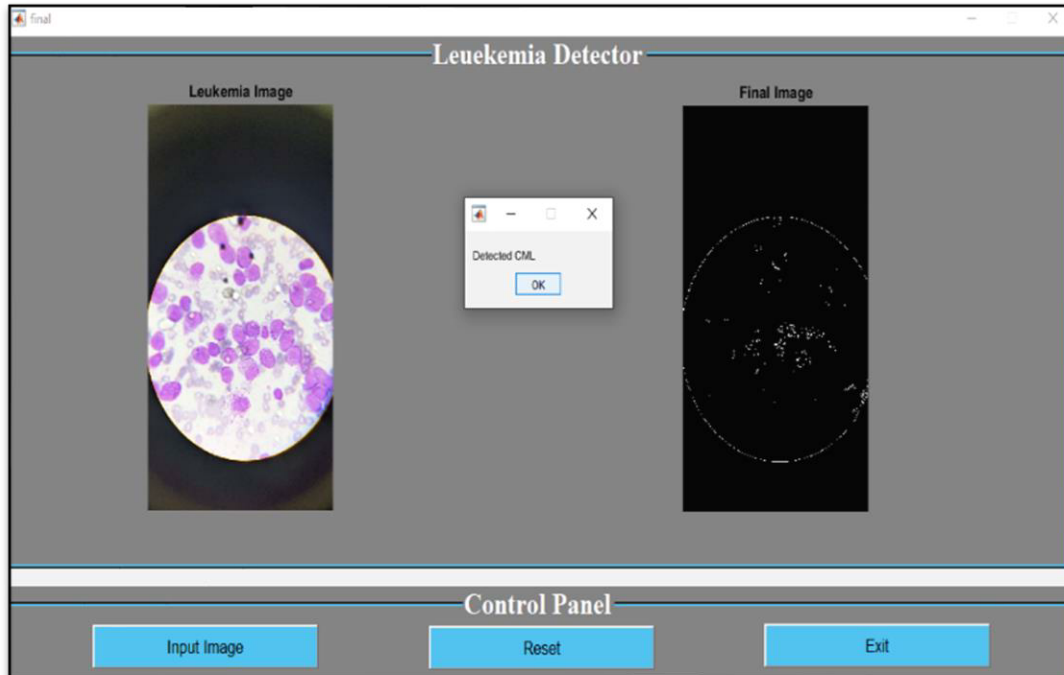 final
Leuekemia Detector
Leukemia Image
Final Image
Detected CML
OK
Control Panel
Input Image
Reset
Exit